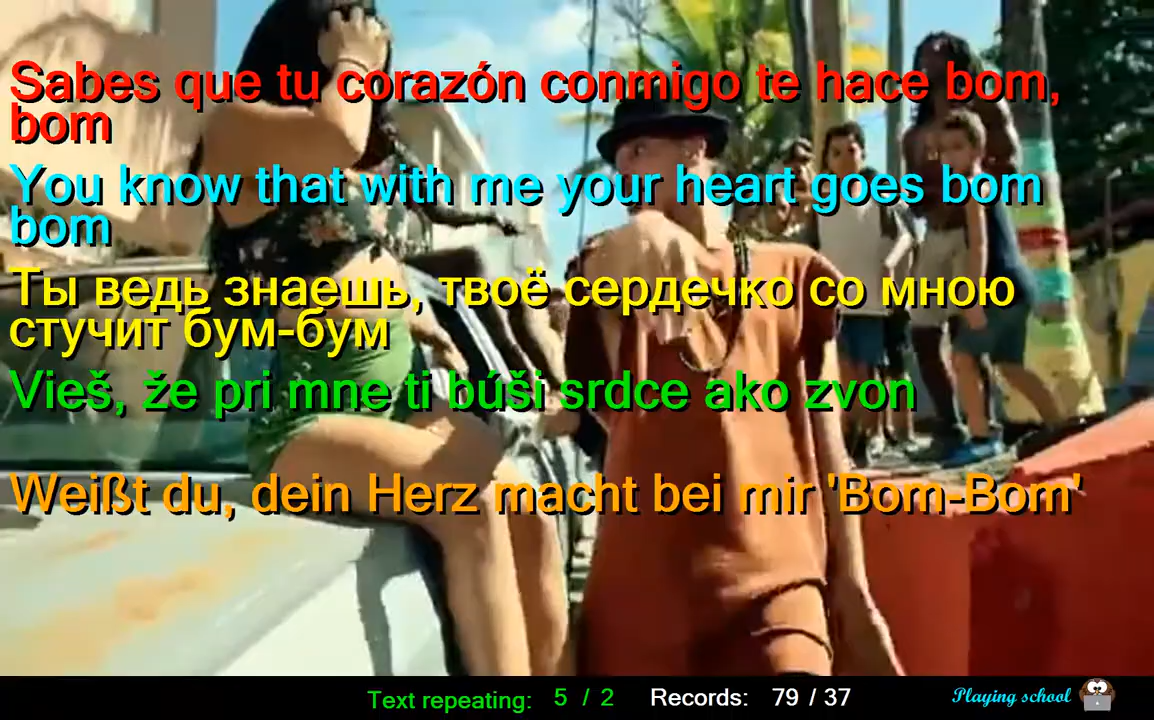 Sabes que tu corazón conmigo te hace bom,
bom
You know that with me your heart goes bom
bom
Ты ведь знаешь, твоё сердечко со мною
стучит бум-бум
Vieš, že pri mne ti búši srdce ako zvon
Weißt du, dein Herz macht bei mir 'Bom-Bom'
Text repeating: 5 / 2 Records: 79 / 37 Playing school